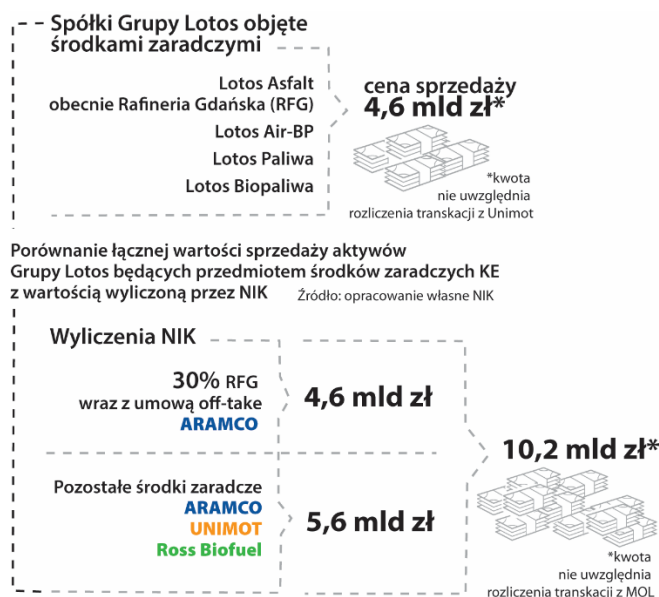 Spółki Grupy Lotos objęte
środkami zaradczymi
Lotos Asfalt
obecnie Rafineria Gdańska (RFG)
Lotos Air-BP
Lotos Paliwa
Lotos Biopaliwa
cena sprzedaży
4,6 mld zł*
*kwota
nie uwzględnia
rozliczenia transkacji z Unimot
Porównanie łącznej wartości sprzedaży aktywów
Grupy Lotos będących przedmiotem środków zaradczych KE
z wartością wyliczoną przez NIK
Źródło: opracowanie własne NIK
Wyliczenia NIK
30% RFG
wraz z umową off-take
ARAMCO
4,6 mld zł
Pozostałe środki zaradcze
ARAMCO
UNIMOT
Ross Biofuel
5,6 mld zł
10,2 mld zł*
*kwota
nie uwzględnia
rozliczenia transkacji z MOL